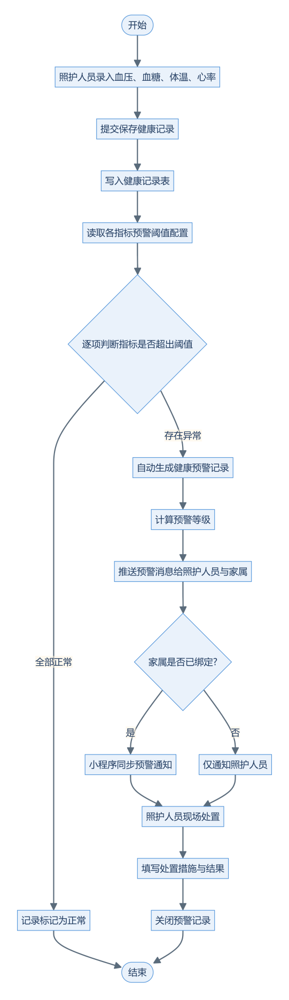 开始
照护人员录入血压、血糖、体温、心率
提交保存健康记录
写入健康记录表
读取各指标预警阈值配置
逐项判断指标是否超出阈值
存在异常
自动生成健康预警记录
计算预警等级
推送预警消息给照护人员与家属
全部正常
家属是否已绑定?
是
否
小程序同步预警通知
仅通知照护人员
照护人员现场处置
填写处置措施与结果
记录标记为正常
关闭预警记录
结束